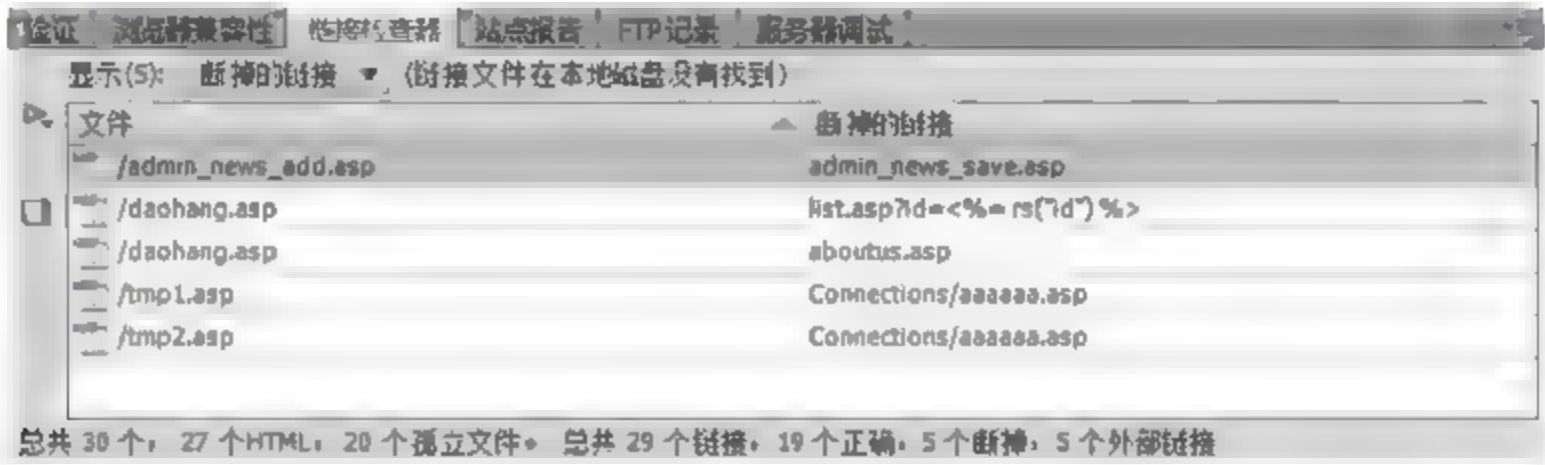 验证 浏览器兼容性 链接检查器 站点报告 FTP记录 服务器调试
显示(S): 断掉的链接 (链接文件在本地磁盘没有找到)
文件 断掉的链接
/admin_news_add.asp admin_news_save.asp
/daohang.asp list.asp?id=<%=rs("id")%>
/daohang.asp aboutus.asp
/tmp1.asp Connections/aaaaaa.asp
/tmp2.asp Connections/aaaaaa.asp
总共 30 个, 27 个HTML, 20 个孤立文件。 总共 29 个链接, 19 个正确, 5 个断掉, 5 个外部链接